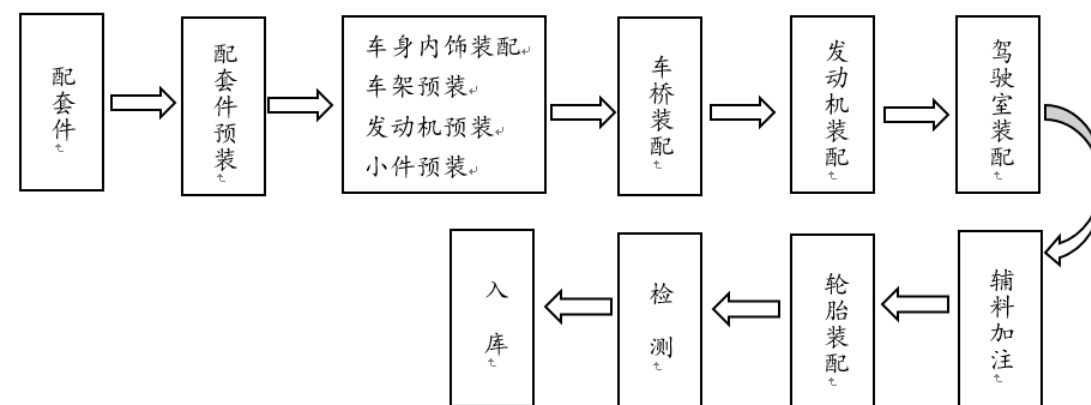 配套件
配套件预装
车身内饰装配
车架预装
发动机预装
小件预装
车桥装配
发动机装配
驾驶室装配
辅料加注
轮胎装配
检测
入库